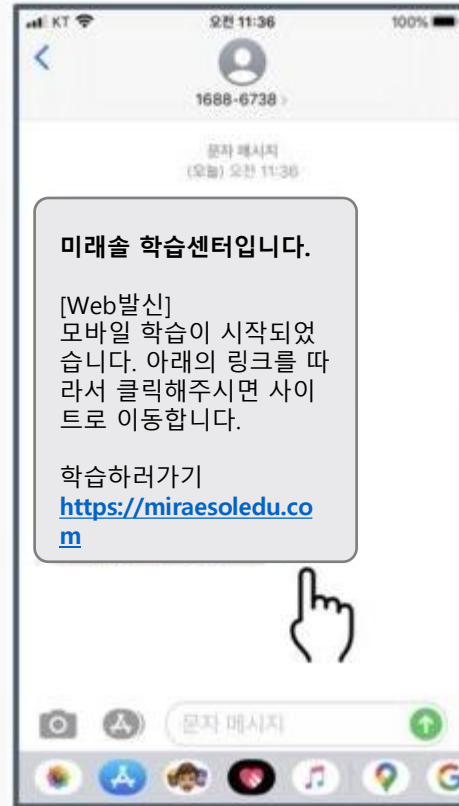 KT 오전 11:36 100%
1688-6738
문자 메시지
(오늘) 오전 11:36
미래솔 학습센터입니다.
[Web발신]
모바일 학습이 시작되었
습니다. 아래의 링크를 따
라서 클릭해주시면 사이
트로 이동합니다.
학습하러가기
https://miraesoledu.co
m
문자 메시지